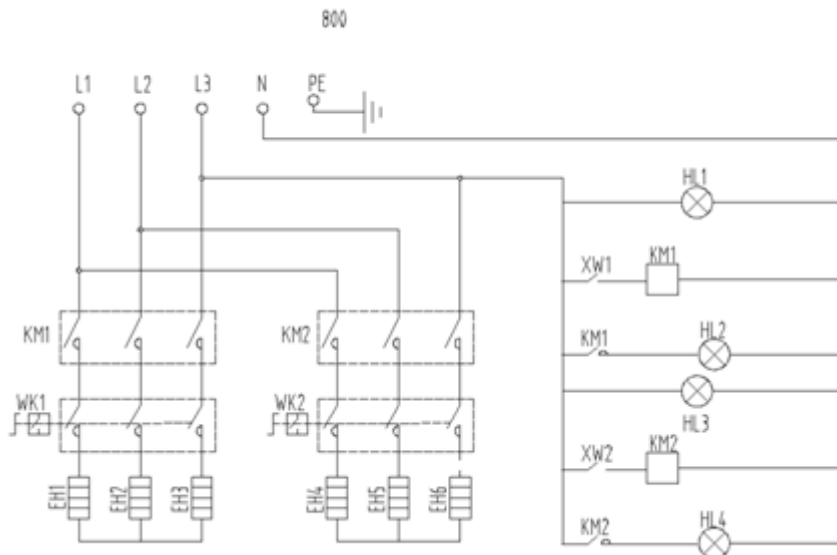 800
L1 L2 L3 N PE
HL1
XW1 KM1
KM1 KM2 KM1 HL2
HL3
WK1 WK2
XW2 KM2
EH1 EH2 EH3 EH4 EH5 EH6
KM2 HL4